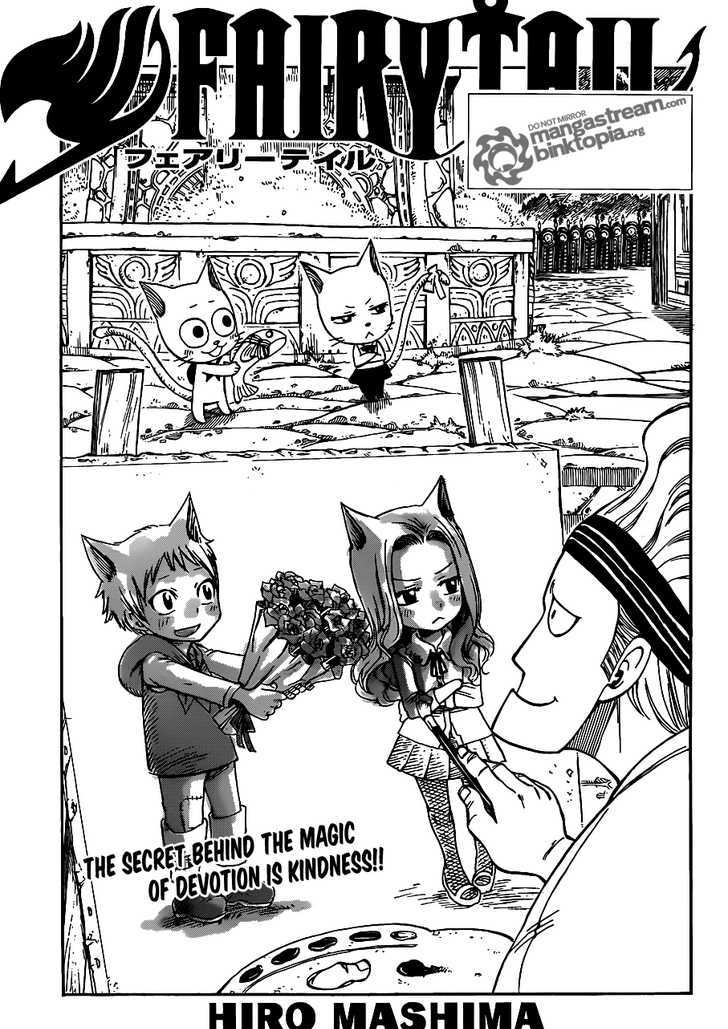 FAIRY TAIL
フェアリーテイル
DO NOT MIRROR
mangastream.com
binktopia.org
THE SECRET BEHIND THE MAGIC
OF DEVOTION IS KINDNESS!!
HIRO MASHIMA